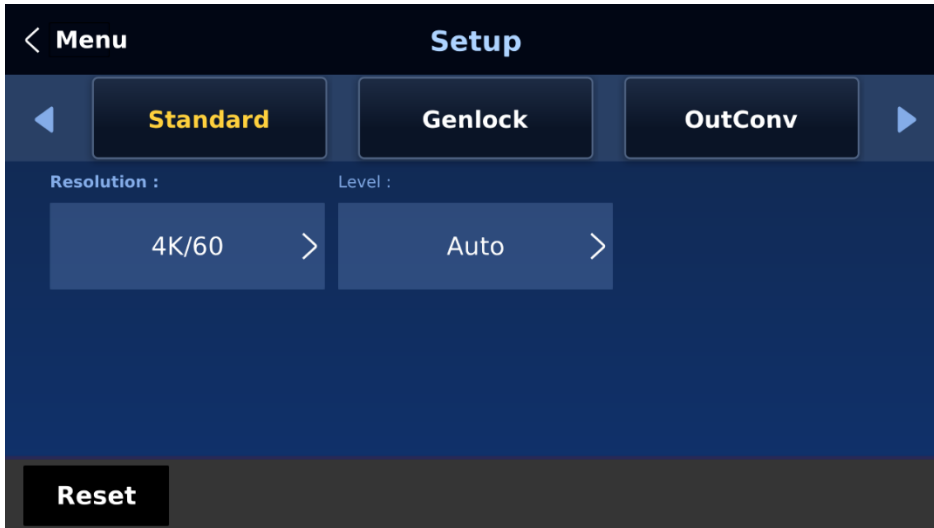 Menu
Setup
Standard
Genlock
OutConv
Resolution :
Level :
4K/60
Auto
Reset